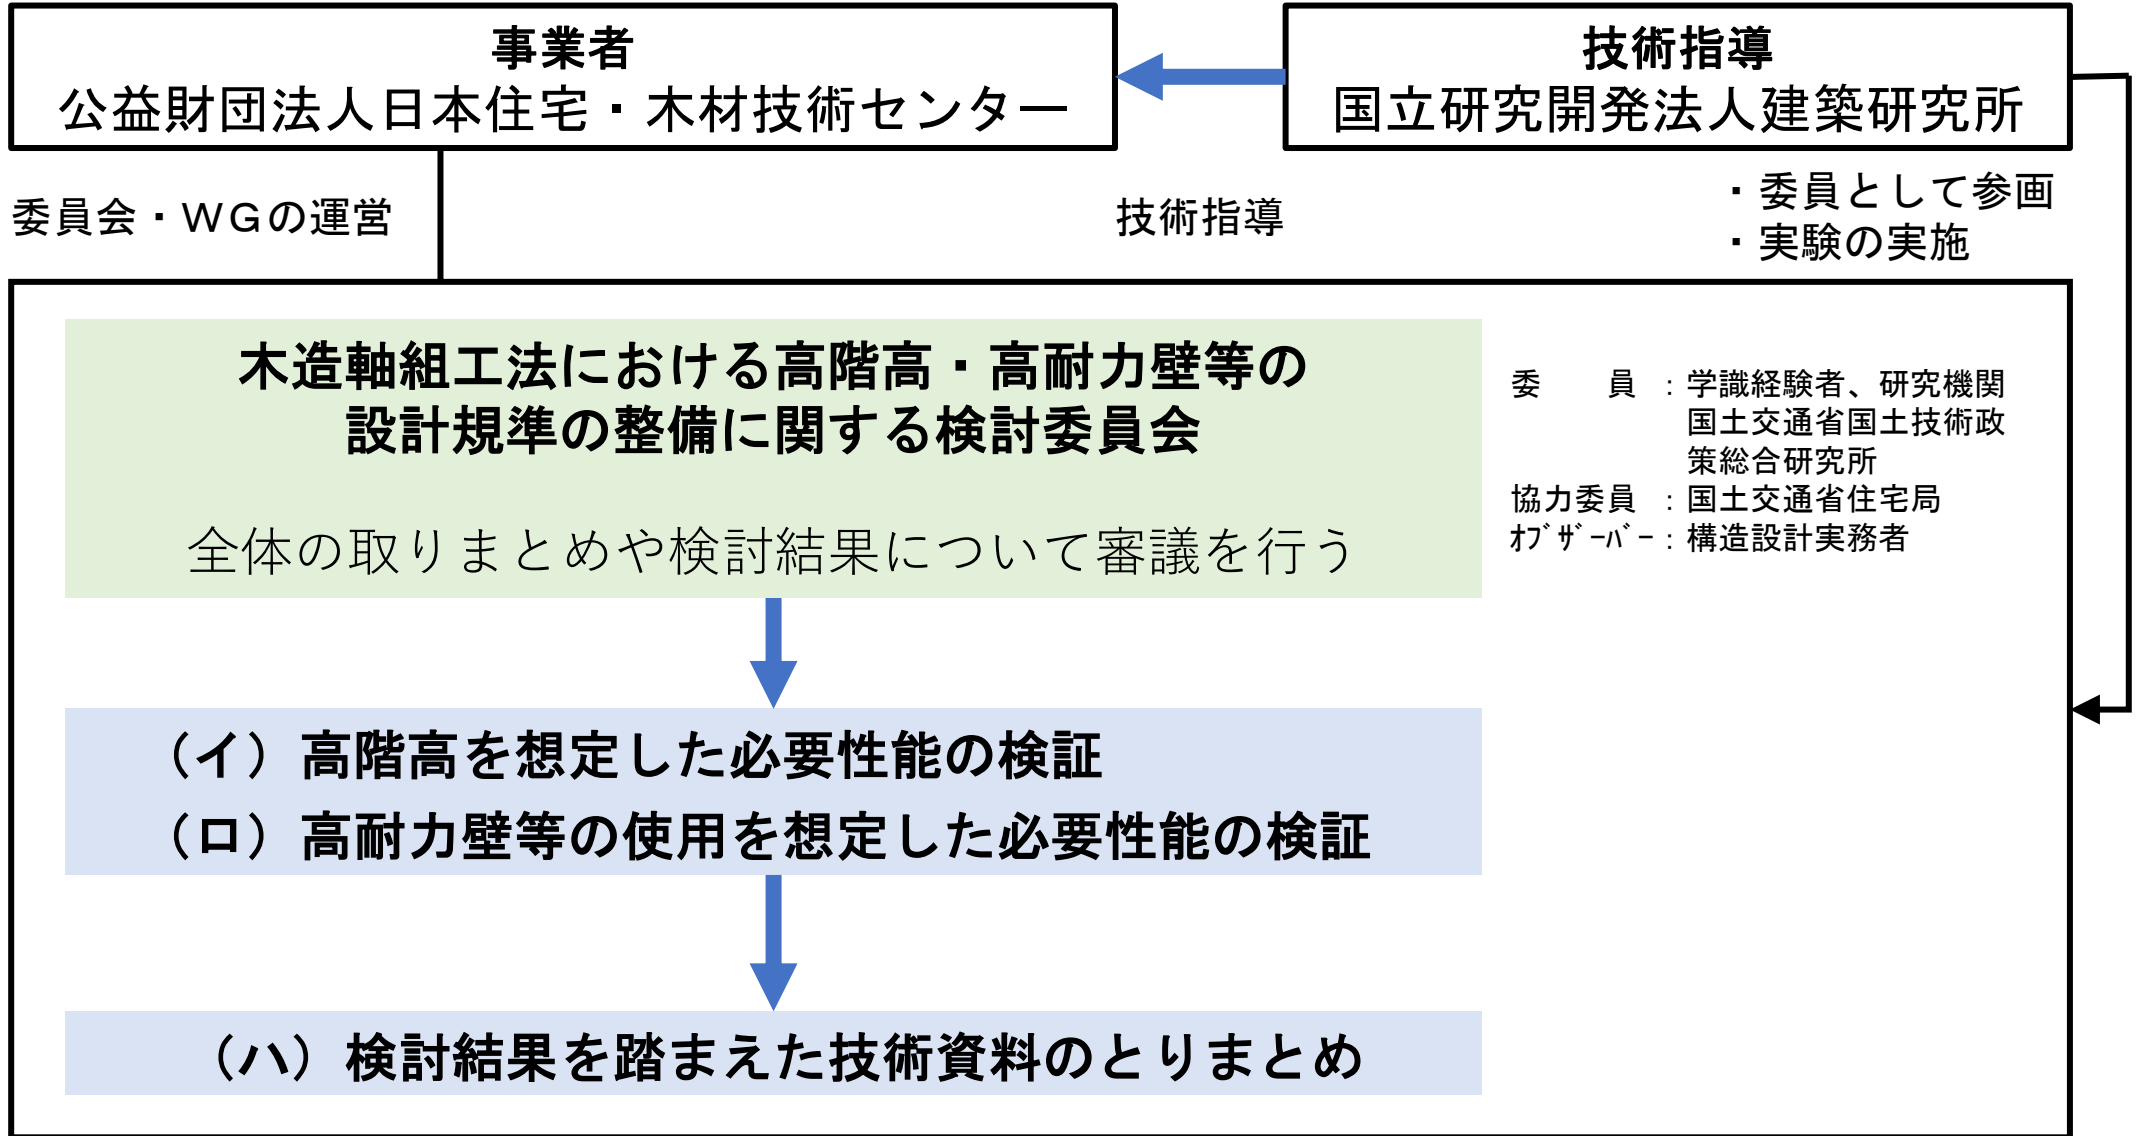 事業者
公益財団法人日本住宅・木材技術センター
技術指導
国立研究開発法人建築研究所
委員会・ＷＧの運営
技術指導
・委員として参画
・実験の実施
木造軸組工法における高階高・高耐力壁等の
設計規準の整備に関する検討委員会
全体の取りまとめや検討結果について審議を行う
委　　員　：学識経験者、研究機関
国土交通省国土技術政
策総合研究所
協力委員　：国土交通省住宅局
ｵﾌﾞｻﾞｰﾊﾞｰ：構造設計実務者
（イ）高階高を想定した必要性能の検証
（ロ）高耐力壁等の使用を想定した必要性能の検証
（ハ）検討結果を踏まえた技術資料のとりまとめ